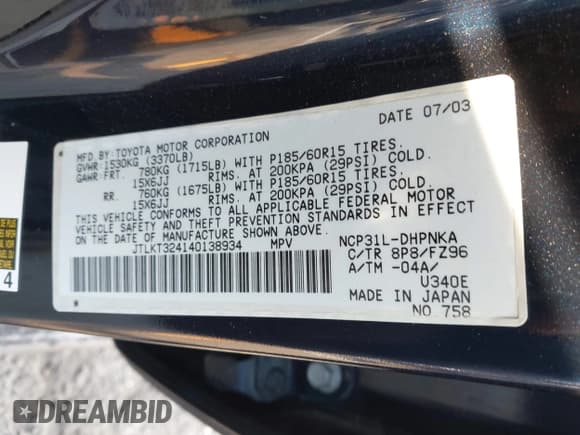 DATE 07/03
MFD.BY:TOYOTA MOTOR CORPORATION
GVWR:1530KG (3370LB)
GAWR:FRT. 780KG (1715LB) WITH P185/60R15 TIRES.
15X6JJ RIMS. AT 200KPA (29PSI) COLD.
RR. 760KG (1675LB) WITH P185/60R15 TIRES.
15X6JJ RIMS. AT 200KPA (29PSI) COLD.
THIS VEHICLE CONFORMS TO ALL APPLICABLE FEDERAL MOTOR
VEHICLE SAFETY AND THEFT PREVENTION STANDARDS IN EFFECT
ON THE DATE OF MANUFACTURE SHOWN ABOVE.
JTLKT324140138934 MPV
NCP31L-DHPNKA
C/TR 8P8/FZ96
A/TM -04A/
U340E
MADE IN JAPAN
NO.758
4
DREAMBID